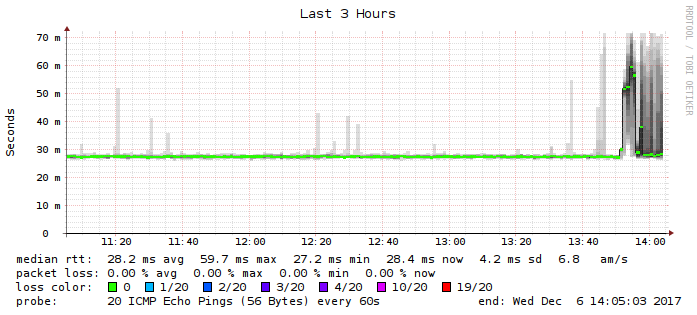 Last 3 Hours
RRDTOOL / TOBI OETIKER
Seconds
70 m
60 m
50 m
40 m
30 m
20 m
10 m
0
11:20 11:40 12:00 12:20 12:40 13:00 13:20 13:40 14:00
median rtt: 28.2 ms avg 59.7 ms max 27.2 ms min 28.4 ms now 4.2 ms sd 6.8 am/s
packet loss: 0.00 % avg 0.00 % max 0.00 % min 0.00 % now
loss color: 0 1/20 2/20 3/20 4/20 10/20 19/20
probe: 20 ICMP Echo Pings (56 Bytes) every 60s end: Wed Dec 6 14:05:03 2017